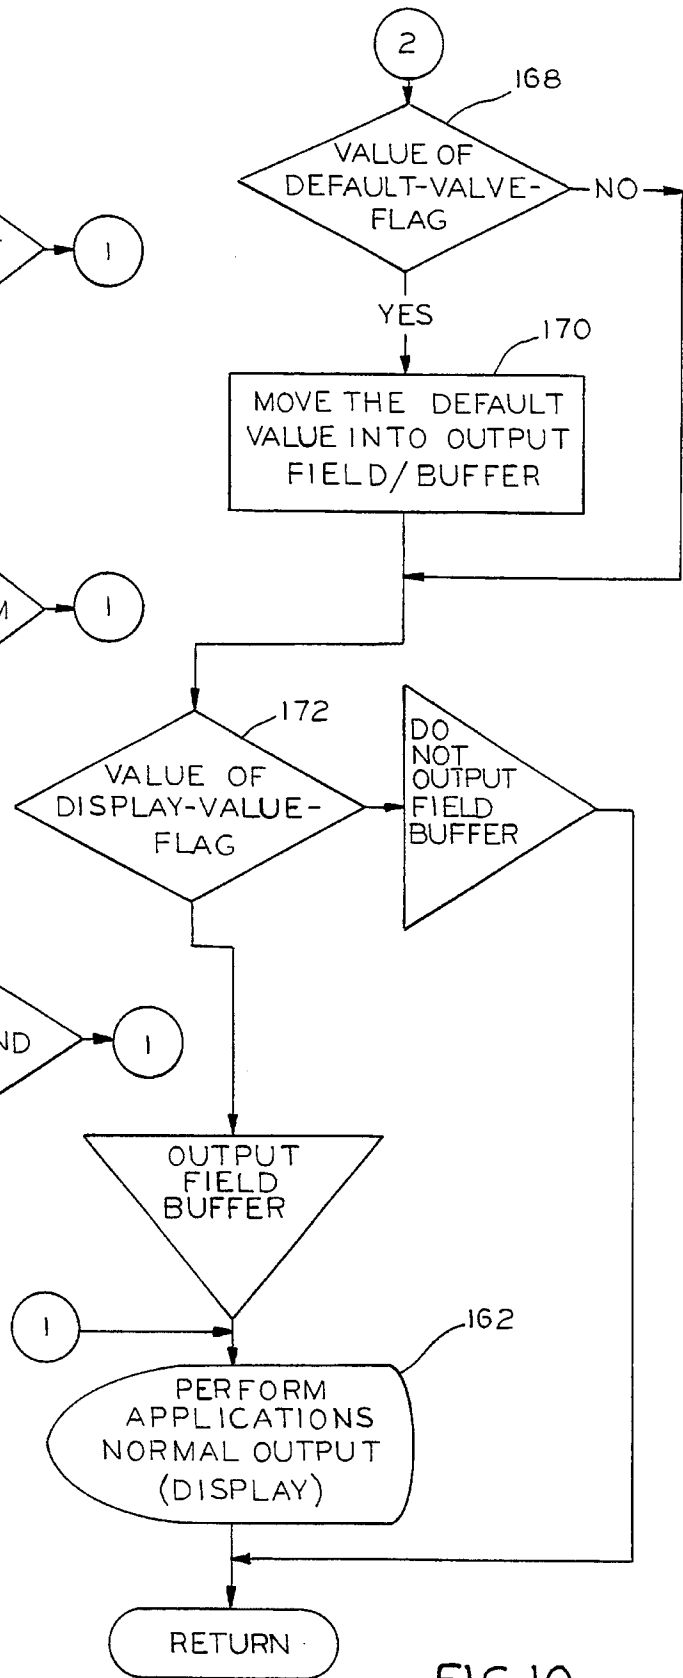 2
168
VALUE OF
DEFAULT-VALVE-
FLAG
NO
1
YES
170
MOVE THE DEFAULT
VALUE INTO OUTPUT
FIELD/BUFFER
1
172
VALUE OF
DISPLAY-VALUE-
FLAG
DO
NOT
OUTPUT
FIELD
BUFFER
ND
1
OUTPUT
FIELD
BUFFER
1
162
PERFORM
APPLICATIONS
NORMAL OUTPUT
(DISPLAY)
RETURN